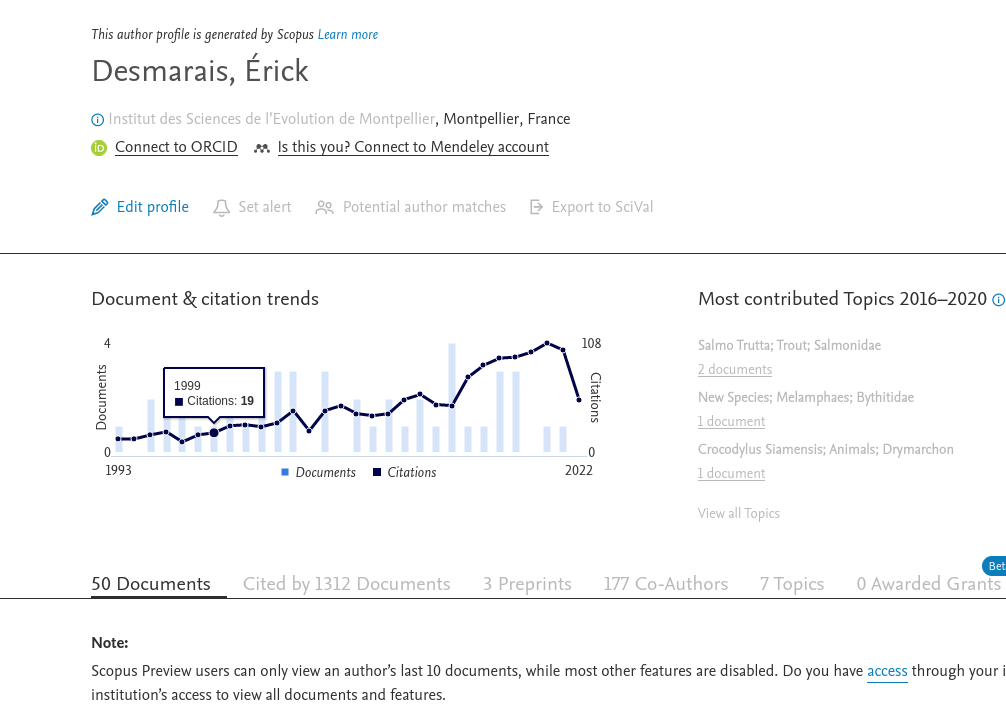 This author profile is generated by Scopus Learn more
Desmarais, Érick
Institut des Sciences de l'Evolution de Montpellier, Montpellier, France
iD Connect to ORCID Is this you? Connect to Mendeley account
Edit profile Set alert Potential author matches Export to SciVal
Document & citation trends
4
108
Documents
1999
Citations: 19
Citations
0
0
1993
2022
Documents Citations
Most contributed Topics 2016–2020
Salmo Trutta; Trout; Salmonidae
2 documents
New Species; Melamphaes; Bythitidae
1 document
Crocodylus Siamensis; Animals; Drymarchon
1 document
View all Topics
Bet
50 Documents Cited by 1312 Documents 3 Preprints 177 Co-Authors 7 Topics 0 Awarded Grants
Note:
Scopus Preview users can only view an author's last 10 documents, while most other features are disabled. Do you have access through your i
institution's access to view all documents and features.